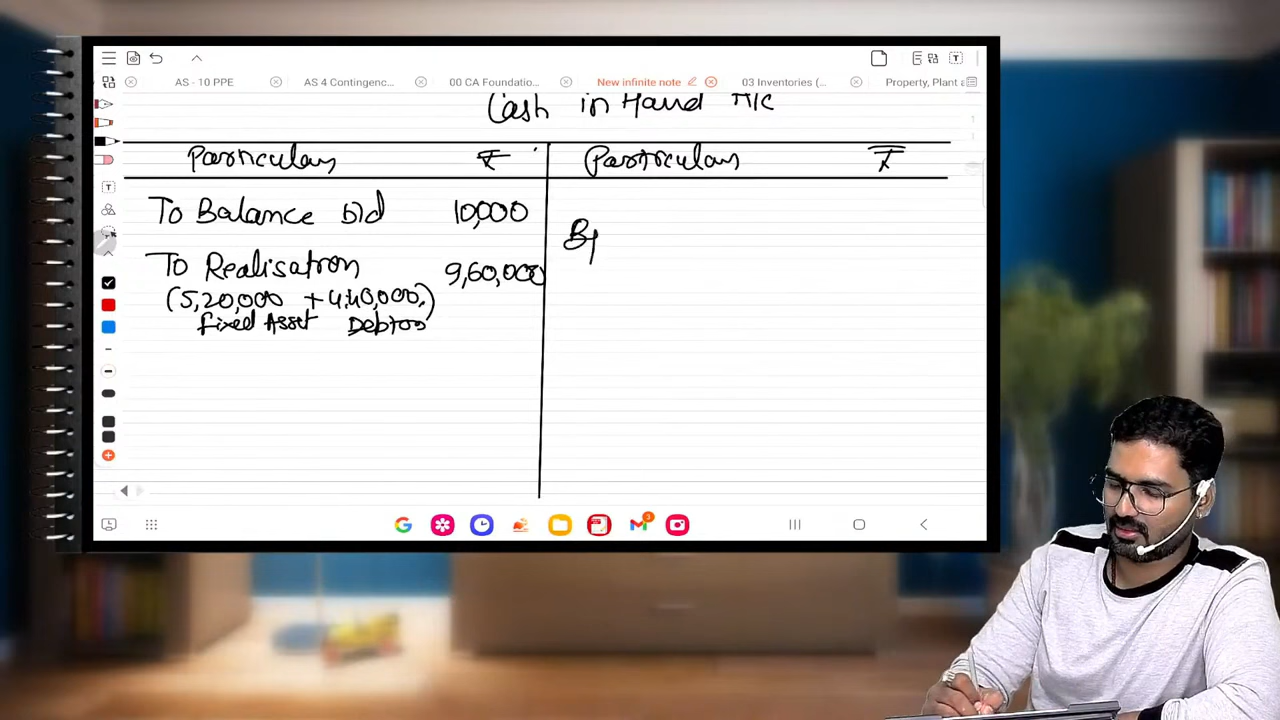 AS - 10 PPE
AS 4 Contingenc...
00 CA Foundatio...
New infinite note
03 Inventories (...
Property, Plant a
Cash in Hand A/c
Particulars ₹ Particulars ₹
To Balance b/d 10,000
By
To Realisation 9,60,000
(5,20,000 + 4,40,000)
Fixed Asset Debtors
3